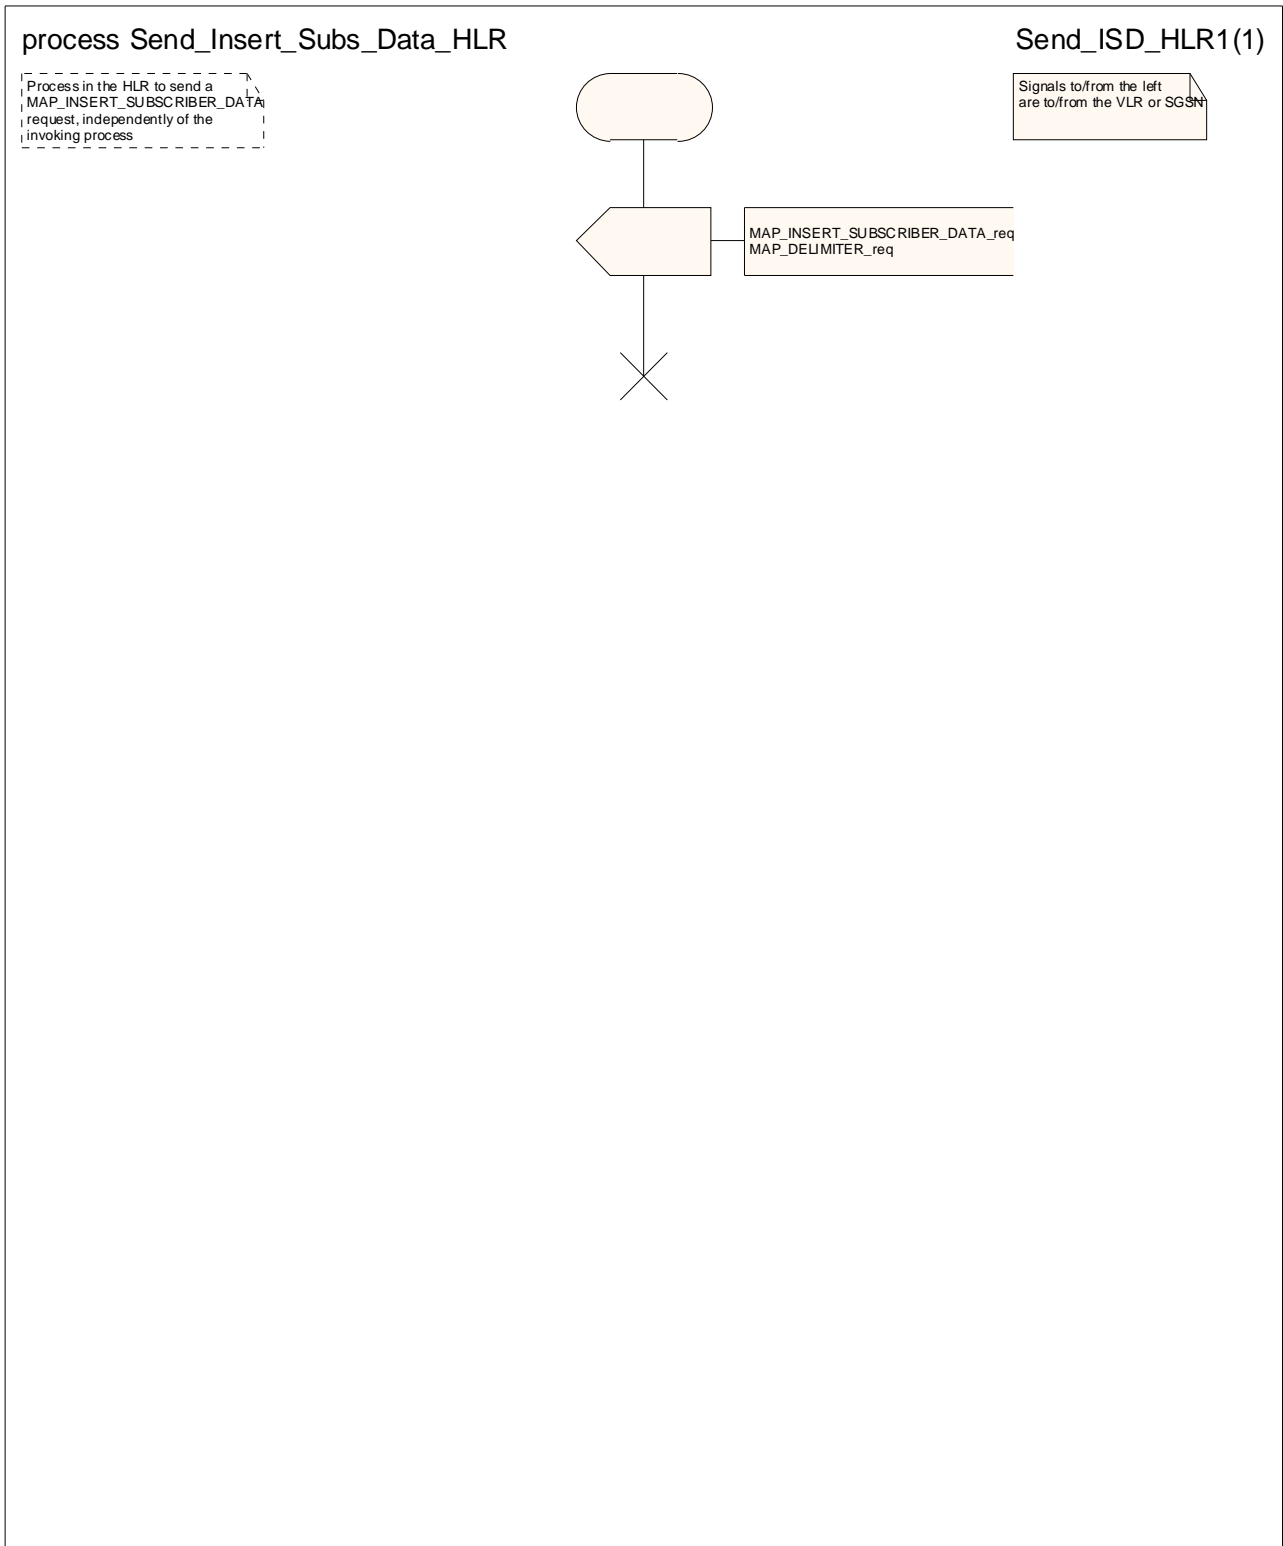 process Send_Insert_Subs_Data_HLR
Send_ISD_HLR1(1)
Process in the HLR to send a
MAP_INSERT_SUBSCRIBER_DATA
request, independently of the
invoking process
Signals to/from the left
are to/from the VLR or SGSN
MAP_INSERT_SUBSCRIBER_DATA_req
MAP_DELIMITER_req